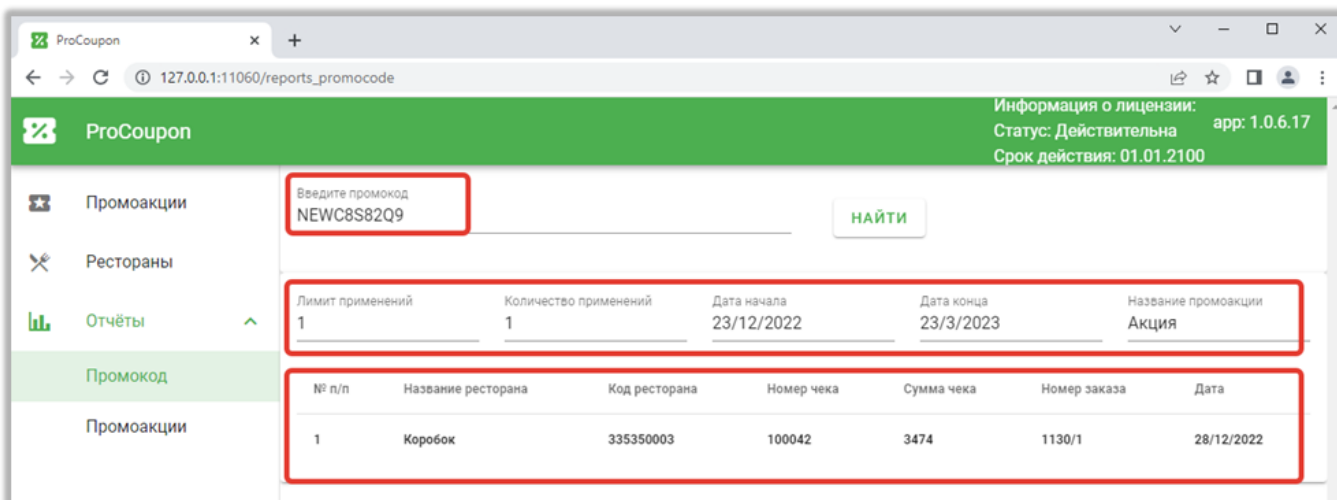 ProCoupon
127.0.0.1:11060/reports_promocode
ProCoupon
Информация о лицензии:
Статус: Действительна
Срок действия: 01.01.2100
app: 1.0.6.17
Промоакции
Рестораны
Отчёты
Промокод
Промоакции
Введите промокод
NEWC8S82Q9
НАЙТИ
Лимит применений Количество применений Дата начала Дата конца Название промоакции
1 1 23/12/2022 23/3/2023 Акция
№ п/п Название ресторана Код ресторана Номер чека Сумма чека Номер заказа Дата
1 Коробок 335350003 100042 3474 1130/1 28/12/2022